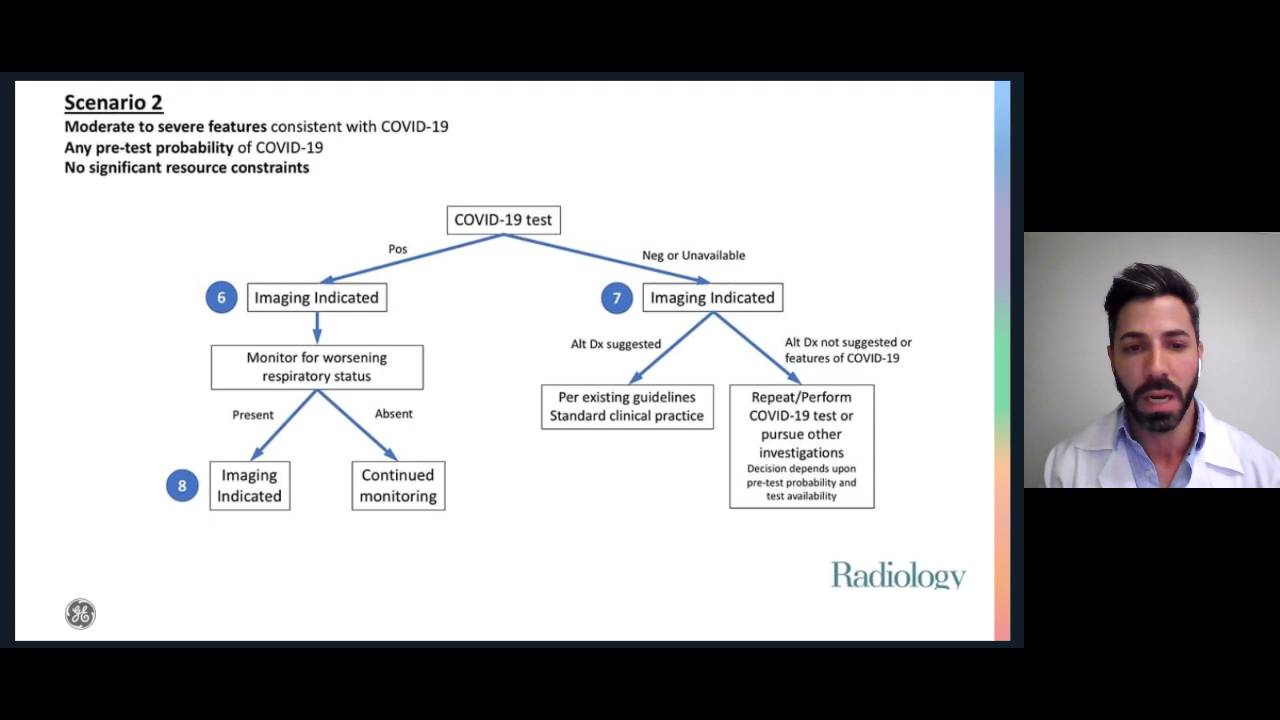 Scenario 2
Moderate to severe features consistent with COVID-19
Any pre-test probability of COVID-19
No significant resource constraints
COVID-19 test
Pos
Neg or Unavailable
6
Imaging Indicated
7
Imaging Indicated
Monitor for worsening
respiratory status
Alt Dx suggested
Alt Dx not suggested or
features of COVID-19
Present
Absent
Per existing guidelines
Standard clinical practice
Repeat/Perform
COVID-19 test or
pursue other
investigations
Decision depends upon
pre-test probability and
test availability
8
Imaging
Indicated
Continued
monitoring
Radiology
GE